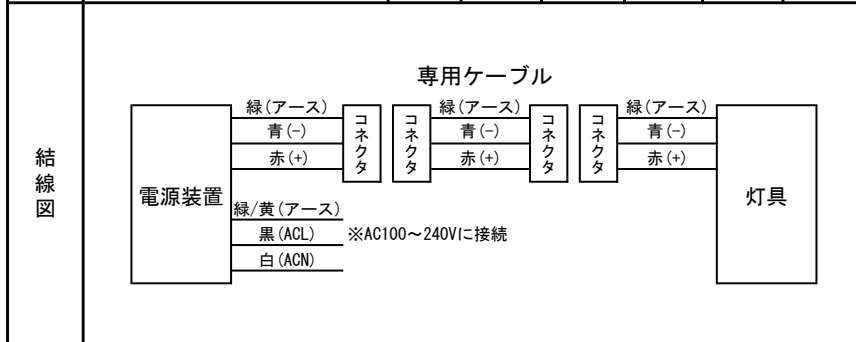 結線図
専用ケーブル
緑(アース)
青(-)
赤(+)
コネクタ
コネクタ
緑(アース)
青(-)
赤(+)
コネクタ
コネクタ
緑(アース)
青(-)
赤(+)
電源装置
灯具
緑/黄(アース)
黒(ACL)
※AC100～240Vに接続
白(ACN)